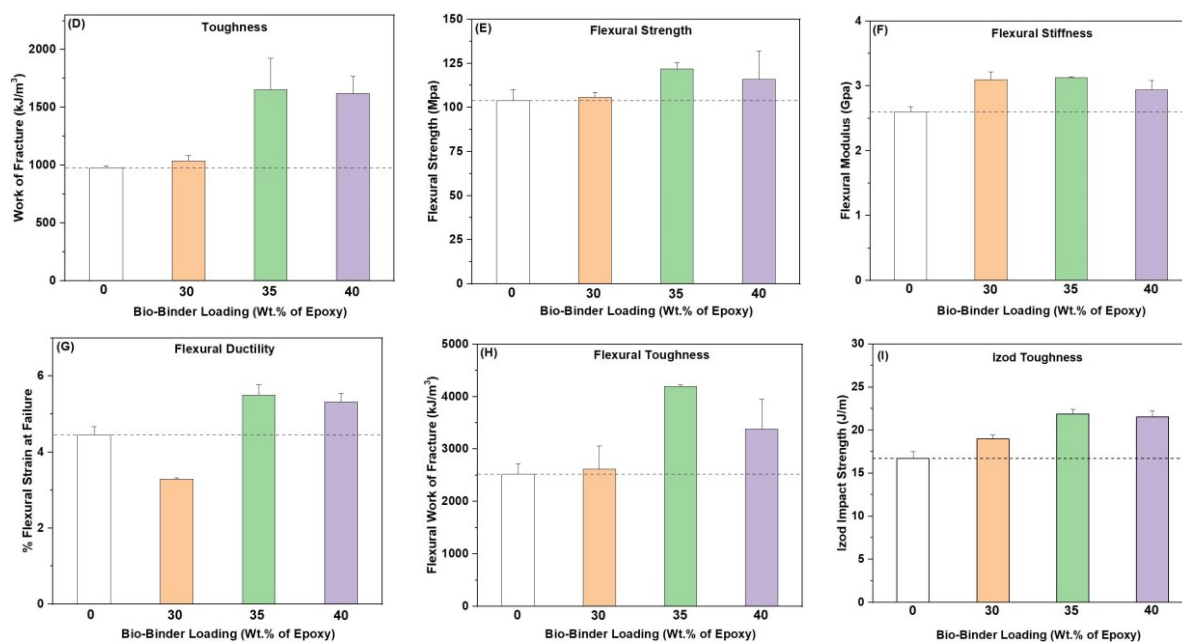 (D)
Toughness
Work of Fracture (kJ/m³)
2000
1500
1000
500
0
0 30 35 40
Bio-Binder Loading (Wt.% of Epoxy)
(E)
Flexural Strength
Flexural Strength (Mpa)
150
125
100
75
50
25
0
0 30 35 40
Bio-Binder Loading (Wt.% of Epoxy)
(F)
Flexural Stiffness
Flexural Modulus (Gpa)
4
3
2
1
0
0 30 35 40
Bio-Binder Loading (Wt.% of Epoxy)
(G)
Flexural Ductility
% Flexural Strain at Failure
6
4
2
0
0 30 35 40
Bio-Binder Loading (Wt.% of Epoxy)
(H)
Flexural Toughness
Flexural Work of Fracture (kJ/m³)
5000
4000
3000
2000
1000
0
0 30 35 40
Bio-Binder Loading (Wt.% of Epoxy)
(I)
Izod Toughness
Izod Impact Strength (J/m)
30
25
20
15
10
5
0
0 30 35 40
Bio-Binder Loading (Wt.% of Epoxy)